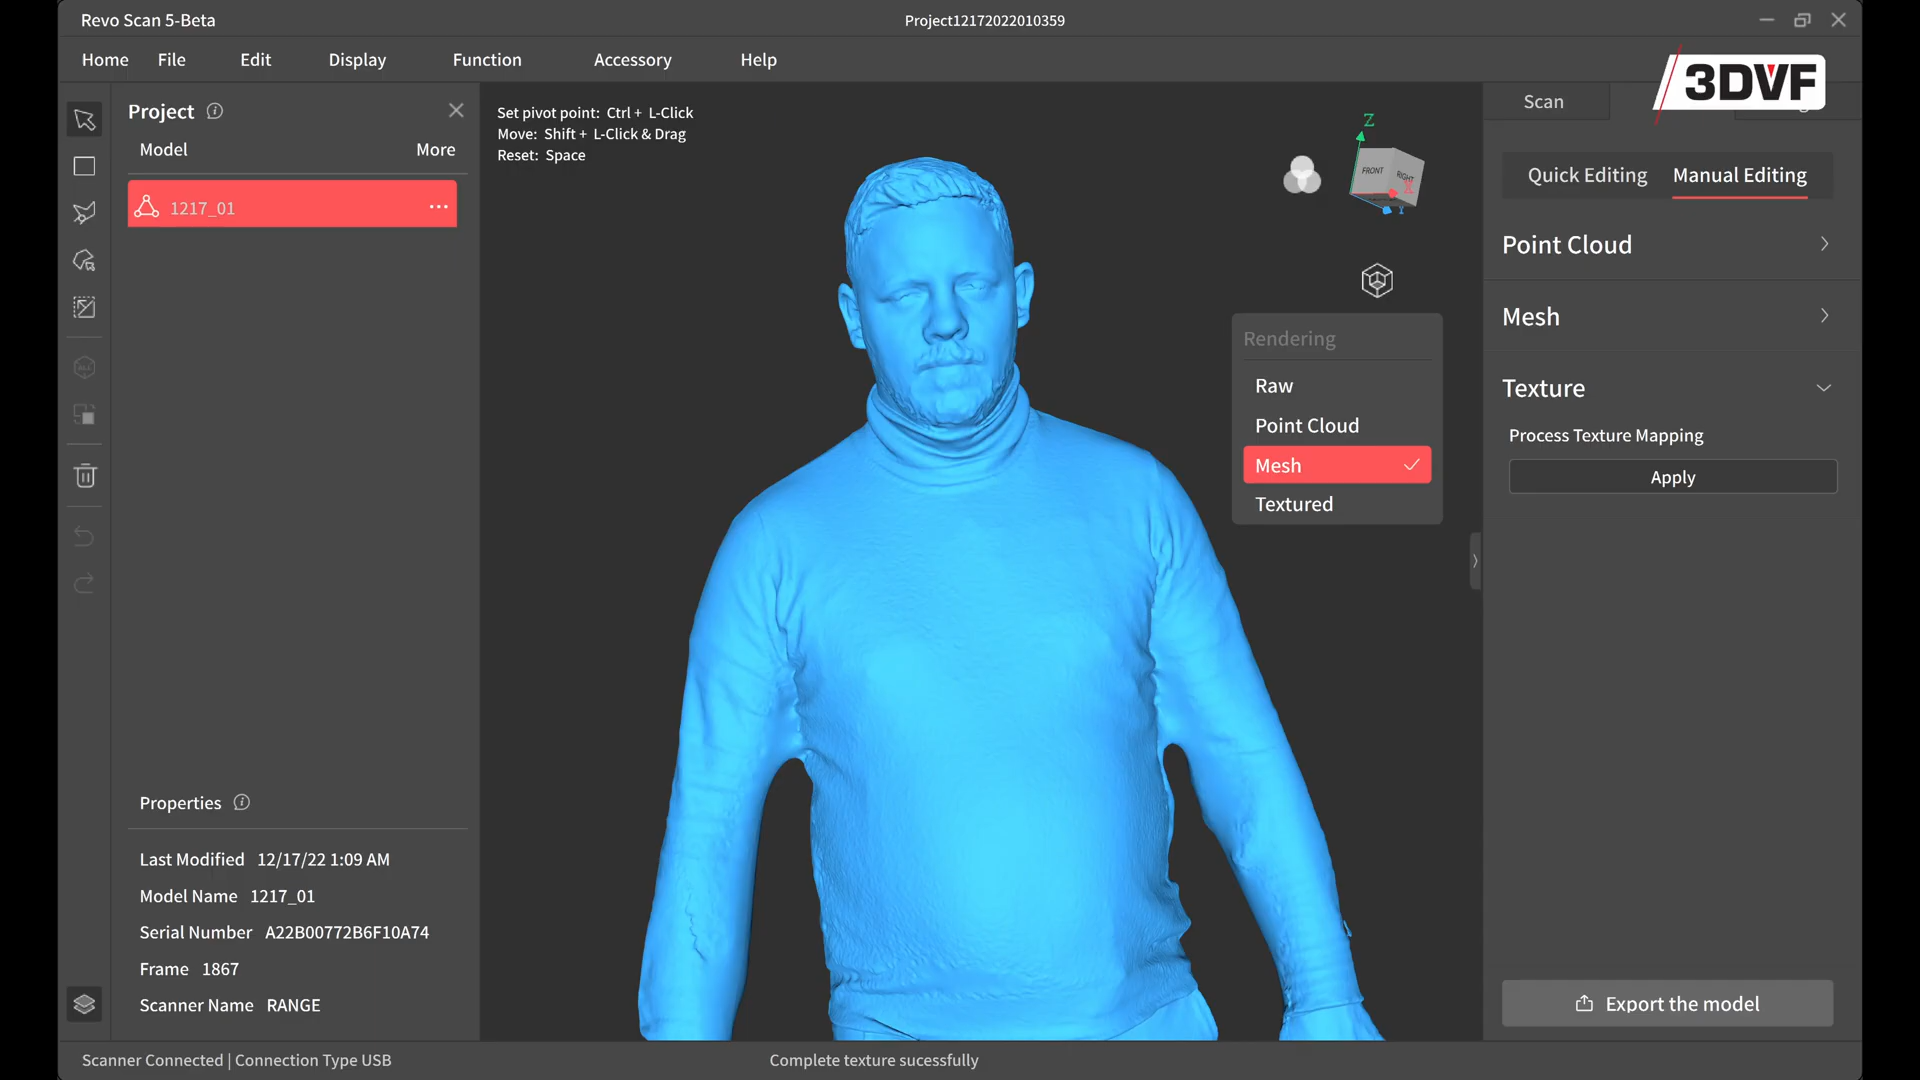 Revo Scan 5-Beta
Project12172022010359
Home File Edit Display Function Accessory Help
3DVF
Project
Model More
1217_01
Set pivot point: Ctrl + L-Click
Move: Shift + L-Click & Drag
Reset: Space
Z
FRONT
RIGHT
X
Y
Rendering
Raw
Point Cloud
Mesh
Textured
Scan
Quick Editing Manual Editing
Point Cloud
Mesh
Texture
Process Texture Mapping
Apply
Properties
Last Modified 12/17/22 1:09 AM
Model Name 1217_01
Serial Number A22B00772B6F10A74
Frame 1867
Scanner Name RANGE
Export the model
Scanner Connected | Connection Type USB
Complete texture sucessfully